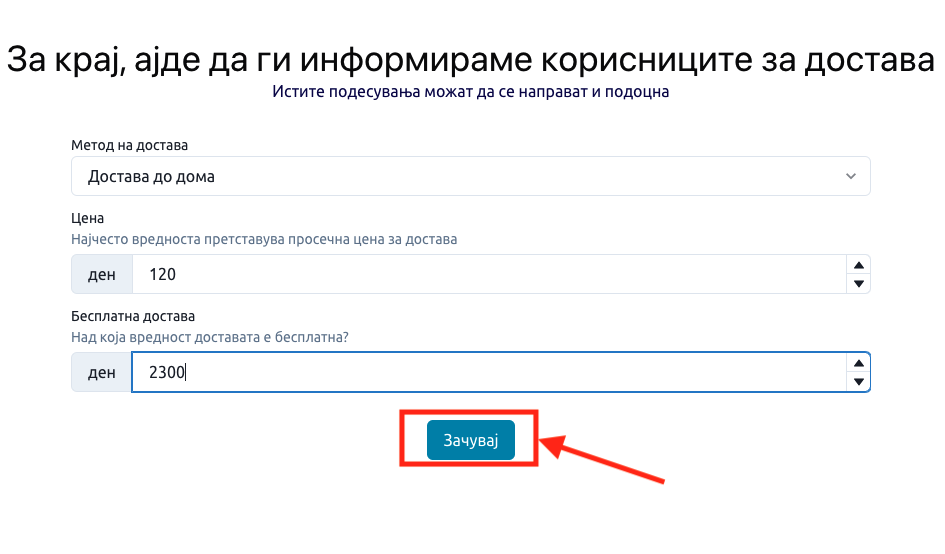 За крај, ајде да ги информираме корисниците за достава
Истите подесувања можат да се направат и подоцна
Метод на достава
Достава до дома
Цена
Најчесто вредноста претставува просечна цена за достава
ден 120
Бесплатна достава
Над која вредност доставата е бесплатна?
ден 2300
Зачувај